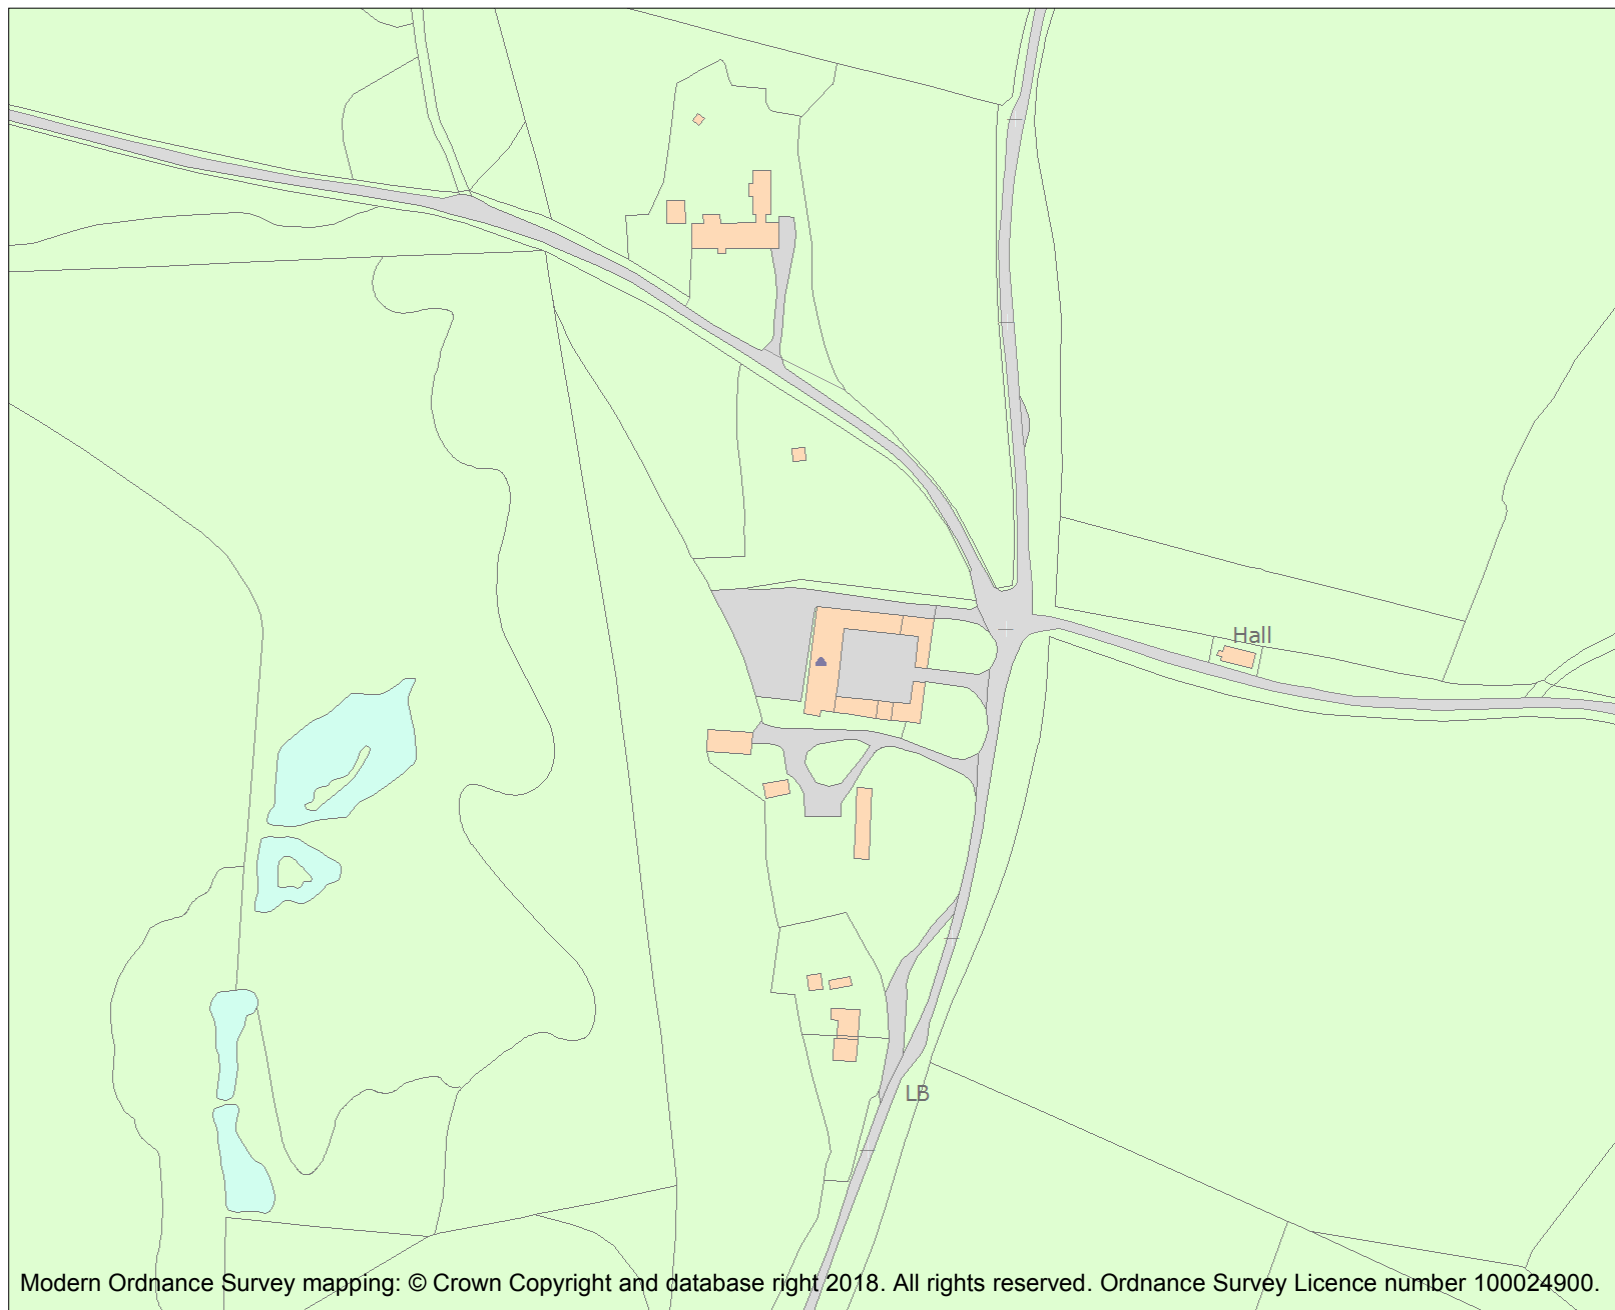 Hall
LB
Modern Ordnance Survey mapping: © Crown Copyright and database right 2018. All rights reserved. Ordnance Survey Licence number 100024900.